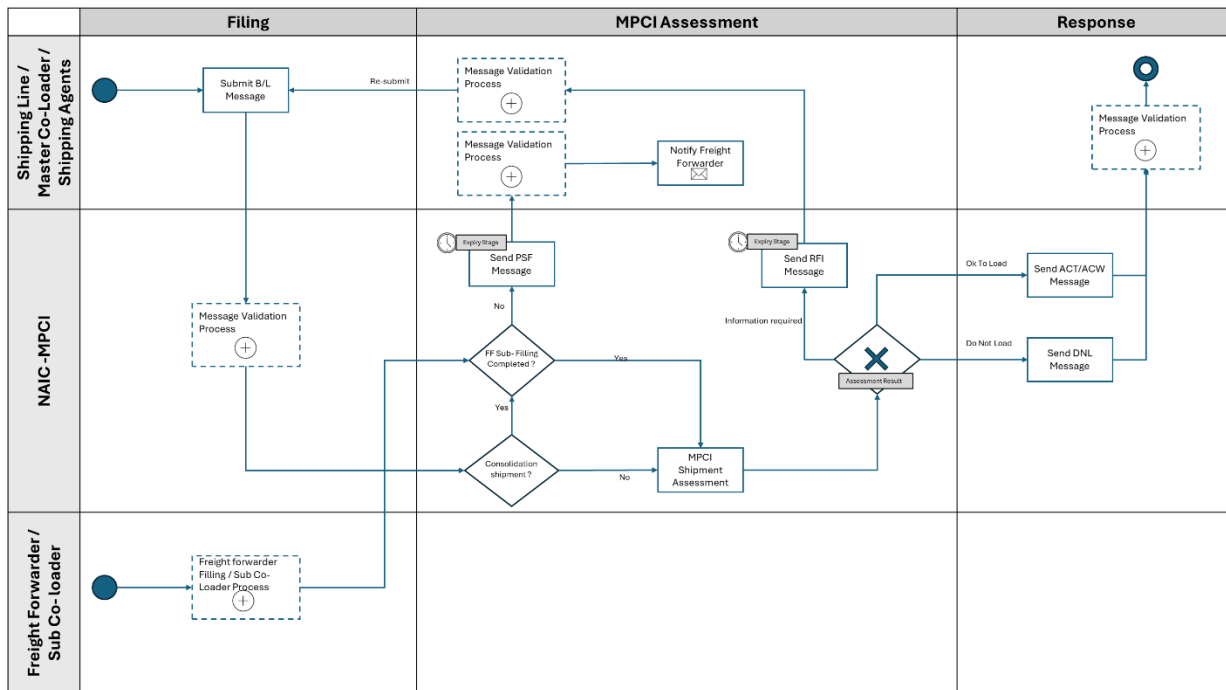 Filing
MPCI Assessment
Response
Shipping Line /
Master Co-Loader /
Shipping Agents
Submit B/L
Message
Re-submit
Message Validation
Process
Message Validation
Process
Notify Freight
Forwarder
Message Validation
Process
NAIC -MPCI
Message Validation
Process
Expiry Stage
Send PSF
Message
No
FF Sub- Filling
Completed ?
Yes
Yes
Consolidation
shipment ?
No
MPCI
Shipment
Assessment
Expiry Stage
Send RFI
Message
Information required
Assessment Result
Ok To Load
Send ACT/ACW
Message
Do Not Load
Send DNL
Message
Freight Forwarder /
Sub Co- loader
Freight forwarder
Filling / Sub Co-
Loader Process